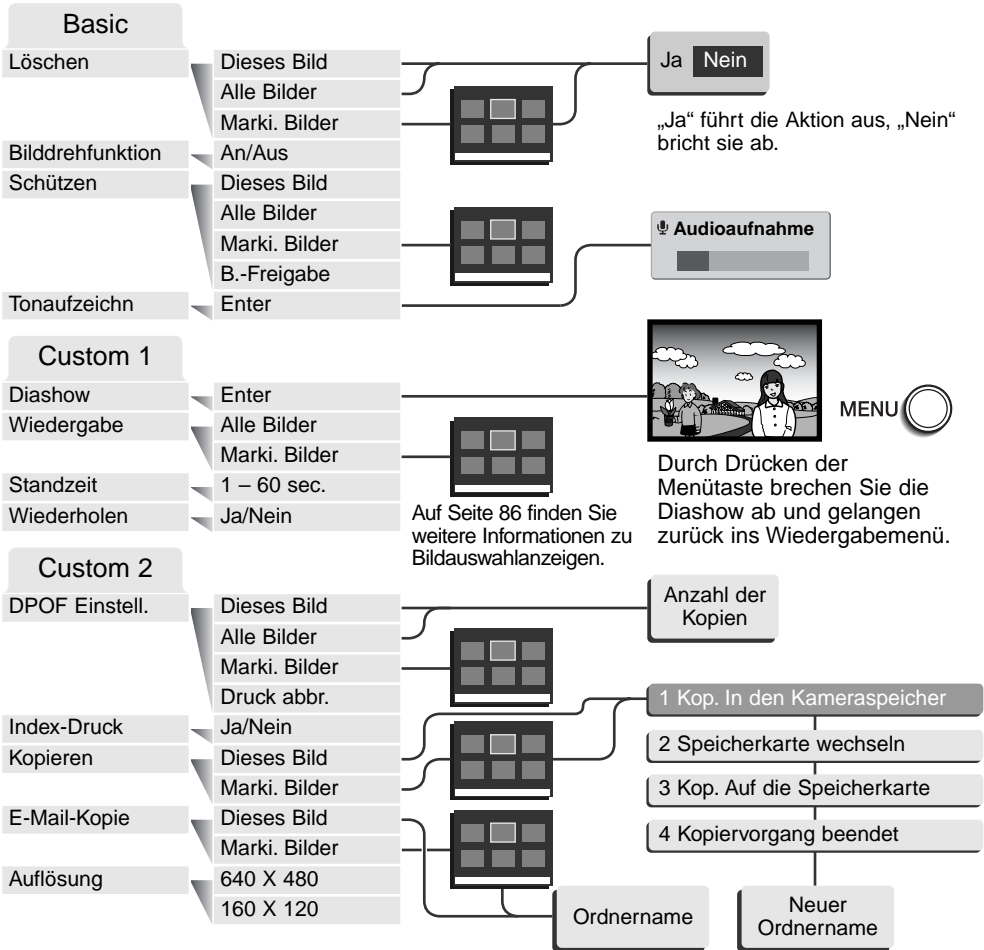 Basic
Löschen
Dieses Bild
Alle Bilder
Marki. Bilder
Ja Nein
„Ja“ führt die Aktion aus, „Nein“
bricht sie ab.
Bilddrehfunktion
An/Aus
Schützen
Dieses Bild
Alle Bilder
Marki. Bilder
B.-Freigabe
Audioaufnahme
Tonaufzeichn
Enter
Custom 1
Diashow
Enter
MENU
Durch Drücken der
Menütaste brechen Sie die
Diashow ab und gelangen
zurück ins Wiedergabemenü.
Wiedergabe
Alle Bilder
Marki. Bilder
Standzeit
1 – 60 sec.
Wiederholen
Ja/Nein
Auf Seite 86 finden Sie
weitere Informationen zu
Bildauswahlanzeigen.
Custom 2
DPOF Einstell.
Dieses Bild
Alle Bilder
Marki. Bilder
Druck abbr.
Anzahl der
Kopien
Index-Druck
Ja/Nein
Kopieren
Dieses Bild
Marki. Bilder
1 Kop. In den Kameraspeicher
2 Speicherkarte wechseln
3 Kop. Auf die Speicherkarte
4 Kopiervorgang beendet
Neuer
Ordnername
E-Mail-Kopie
Dieses Bild
Marki. Bilder
Ordnername
Auflösung
640 X 480
160 X 120